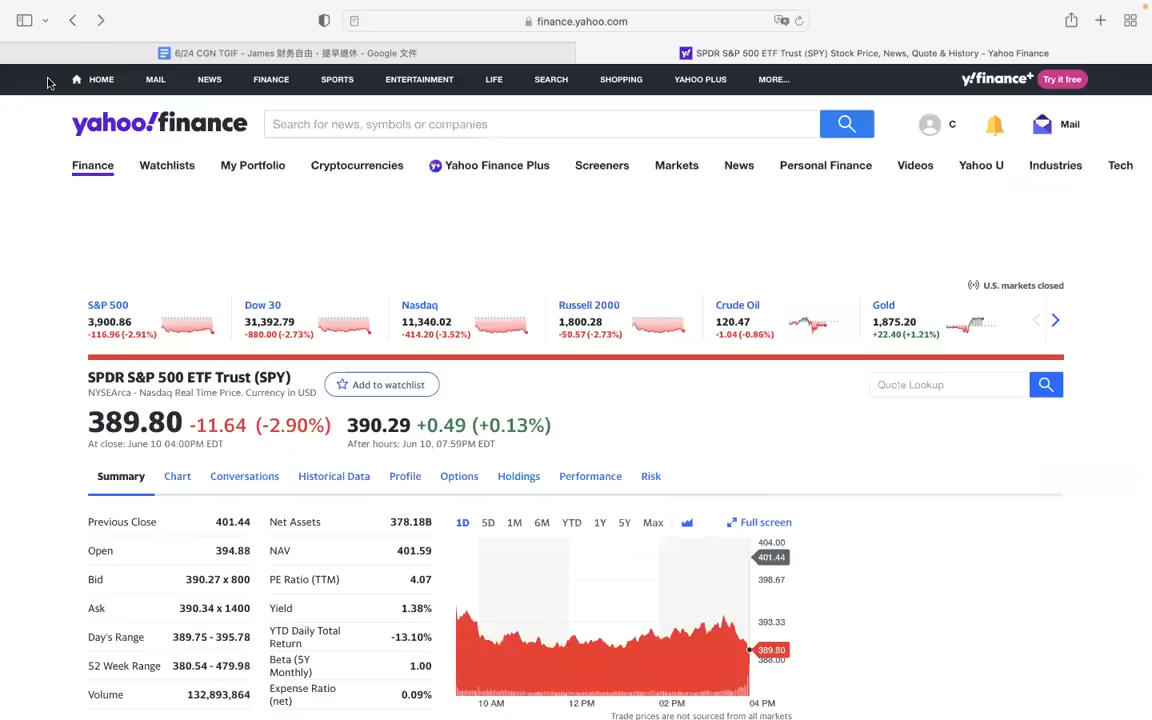 finance.yahoo.com
6/24 CGN TGIF - James 財務自由，提早退休 - Google 文件
SPDR S&P 500 ETF Trust (SPY) Stock Price, News, Quote & History - Yahoo Finance
HOME MAIL NEWS FINANCE SPORTS ENTERTAINMENT LIFE SEARCH SHOPPING YAHOO PLUS MORE...
y!finance+ Try it free
yahoo!finance
Search for news, symbols or companies
C
Mail
Finance Watchlists My Portfolio Cryptocurrencies Y+ Yahoo Finance Plus Screeners Markets News Personal Finance Videos Yahoo U Industries Tech
U.S. markets closed
S&P 500 Dow 30 Nasdaq Russell 2000 Crude Oil Gold
3,900.86 31,392.79 11,340.02 1,800.28 120.47 1,875.20
-116.96 (-2.91%) -880.00 (-2.73%) -414.20 (-3.52%) -50.57 (-2.73%) -1.04 (-0.86%) +22.40 (+1.21%)
SPDR S&P 500 ETF Trust (SPY)
NYSEArca - Nasdaq Real Time Price. Currency in USD
Add to watchlist
Quote Lookup
389.80 -11.64 (-2.90%) 390.29 +0.49 (+0.13%)
At close: June 10 04:00PM EDT After hours: Jun 10, 07:59PM EDT
Summary Chart Conversations Historical Data Profile Options Holdings Performance Risk
Previous Close 401.44
Open 394.88
Bid 390.27 x 800
Ask 390.34 x 1400
Day's Range 389.75 - 395.78
52 Week Range 380.54 - 479.98
Volume 132,893,864
Net Assets 378.18B
NAV 401.59
PE Ratio (TTM) 4.07
Yield 1.38%
YTD Daily Total
Return -13.10%
Beta (5Y
Monthly) 1.00
Expense Ratio
(net) 0.09%
1D 5D 1M 6M YTD 1Y 5Y Max Full screen
404.00
401.44
398.67
393.33
389.80
388.00
10 AM 12 PM 02 PM 04 PM
Trade prices are not sourced from all markets